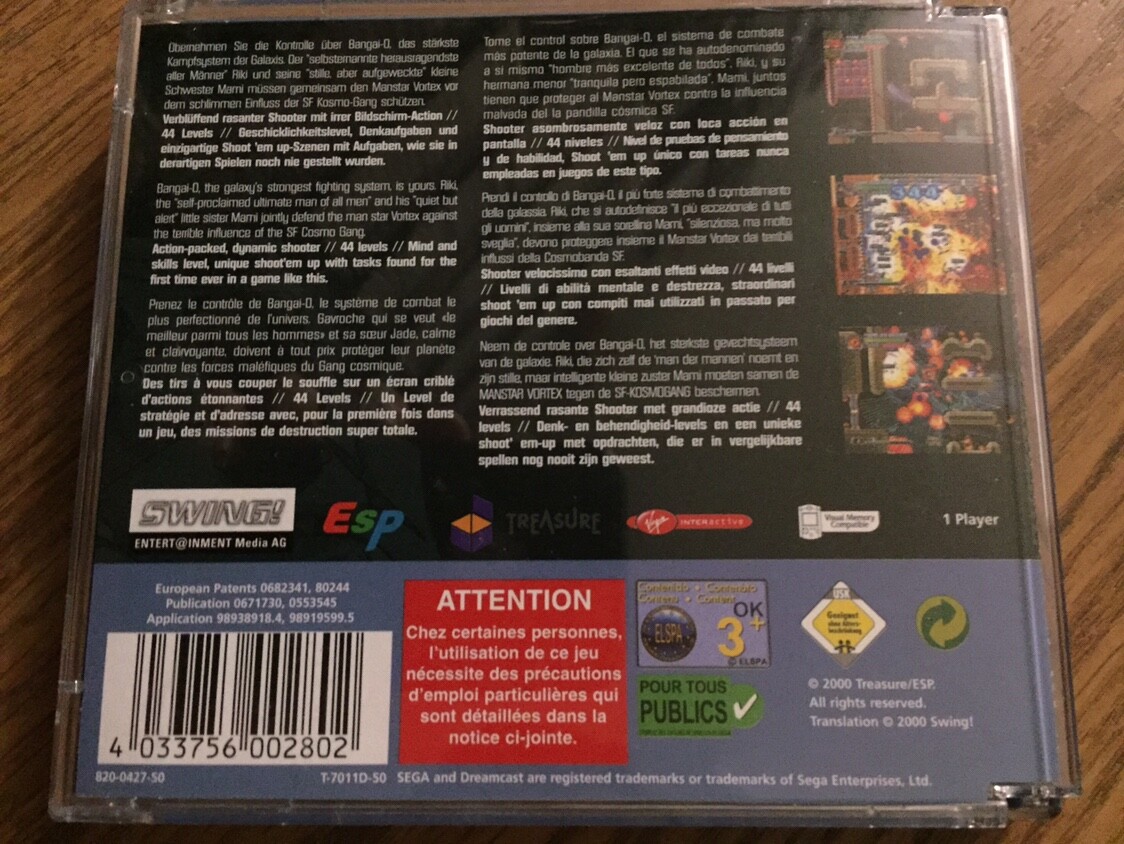 Übernehmen Sie die Kontrolle über Bangai-O, das stärkste
Kampfsystem der Galaxis. Der "selbsternannte herausragendste
aller Männer" Riki und seine "stille, aber aufgeweckte" kleine
Schwester Mami müssen gemeinsam den Manstar Vortex vor
dem schlimmen Einfluss der SF Kosmo-Gang schützen.
Verblüffend rasanter Shooter mit irrer Bildschirm-Action //
44 Levels // Geschicklichkeitslevel, Denkaufgaben und
einzigartige Shoot 'em up-Szenen mit Aufgaben, wie sie in
derartigen Spielen noch nie gestellt wurden.
Bangai-O, the galaxy's strongest fighting system, is yours. Riki,
the "self-proclaimed ultimate man of all men" and his "quiet but
alert" little sister Mami jointly defend the man star Vortex against
the terrible influence of the SF Cosmo Gang.
Action-packed, dynamic shooter // 44 levels // Mind and
skills level, unique shoot'em up with tasks found for the
first time ever in a game like this.
Prenez le contrôle de Bangai-O, le système de combat le
plus perfectionné de l'univers. Gavroche qui se veut «le
meilleur parmi tous les hommes» et sa sœur Jade, calme
et clairvoyante, doivent à tout prix protéger leur planète
contre les forces maléfiques du Gang cosmique.
Des tirs à vous couper le souffle sur un écran criblé
d'actions étonnantes // 44 Levels // Un Level de
stratégie et d'adresse avec, pour la première fois dans
un jeu, des missions de destruction super totale.
Tome el control sobre Bangai-O, el sistema de combate
más potente de la galaxia. El que se ha autodenominado
a sí mismo "hombre más excelente de todos", Riki, y su
hermana menor "tranquila pero espabilada", Mami, juntos
tienen que proteger al Manstar Vortex contra la influencia
malvada del la pandilla cósmica SF.
Shooter asombrosamente veloz con loca acción en
pantalla // 44 niveles // Nivel de pruebas de pensamiento
y de habilidad, Shoot 'em up único con tareas nunca
empleadas en juegos de este tipo.
Prendi il controllo di Bangai-O, il più forte sistema di combattimento
della galassia. Riki, che si autodefinisce "il più eccezionale di tutti
gli uomini", insieme alla sua sorellina Mami, "silenziosa, ma molto
sveglia", devono proteggere insieme il Manstar Vortex dai terribili
influssi della Cosmobanda SF.
Shooter velocissimo con esaltanti effetti video // 44 livelli
// Livelli di abilità mentale e destrezza, straordinari
shoot 'em up con compiti mai utilizzati in passato per
giochi del genere.
Neem de controle over Bangai-O, het sterkste gevechtsysteem
van de galaxie. Riki, die zich zelf de 'man der mannen' noemt en
zijn stille, maar intelligente kleine zuster Mami moeten samen de
MANSTAR VORTEX tegen de SF-KOSMOGANG beschermen.
Verrassend rasante Shooter met grandioze actie // 44
levels // Denk- en behendigheid-levels en een unieke
shoot' em-up met opdrachten, die er in vergelijkbare
spellen nog nooit zijn geweest.
SWING!
ENTERT@INMENT Media AG
Esp
TREASURE
Virgin INTERactive
Visual Memory
Compatible
1 Player
European Patents 0682341, 80244
Publication 0671730, 0553545
Application 98938918.4, 98919599.5
4 033756 002802
820-0427-50
T-7011D-50
ATTENTION
Chez certaines personnes,
l'utilisation de ce jeu
nécessite des précautions
d'emploi particulières qui
sont détaillées dans la
notice ci-jointe.
Contenido • Contenuto
Contenu • Content
ELSPA
OK
3+
© ELSPA
POUR TOUS
PUBLICS
USK
Geeignet
ohne Alters-
beschränkung
© 2000 Treasure/ESP.
All rights reserved.
Translation © 2000 Swing!
SEGA and Dreamcast are registered trademarks or trademarks of Sega Enterprises, Ltd.